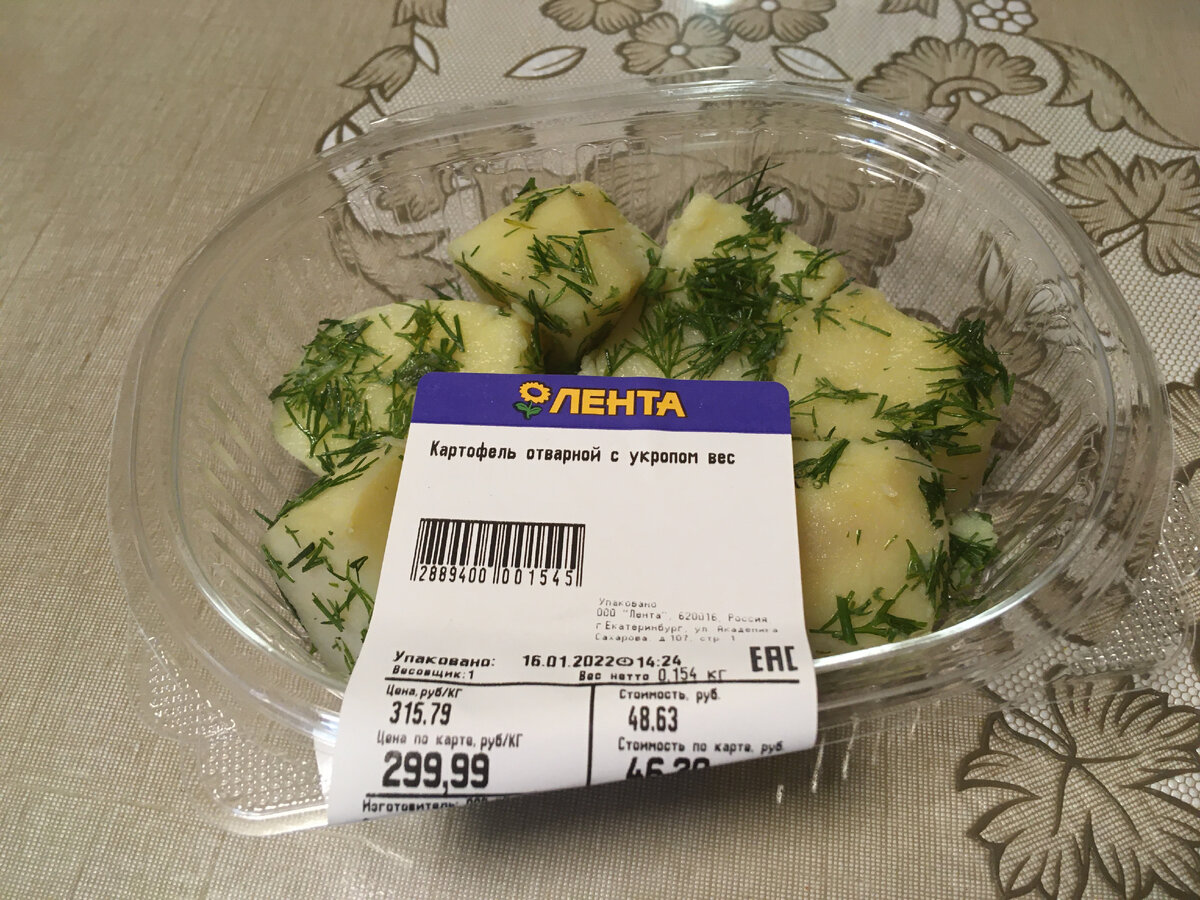 ЛЕНТА
Картофель отварной с укропом вес
2889400 001545
Упаковано
ООО "Лента", 620016, Россия,
г Екатеринбург, ул Академика
Сахарова, д.107, стр 1
Упаковано: 16.01.2022 14:24
Весовщик:1 Вес нетто 0.154 кг
EAC
Цена,руб/КГ Стоимость, руб.
315.79 48.63
Цена по карте, руб/КГ Стоимость по карте, руб.
299,99
Изготовитель: